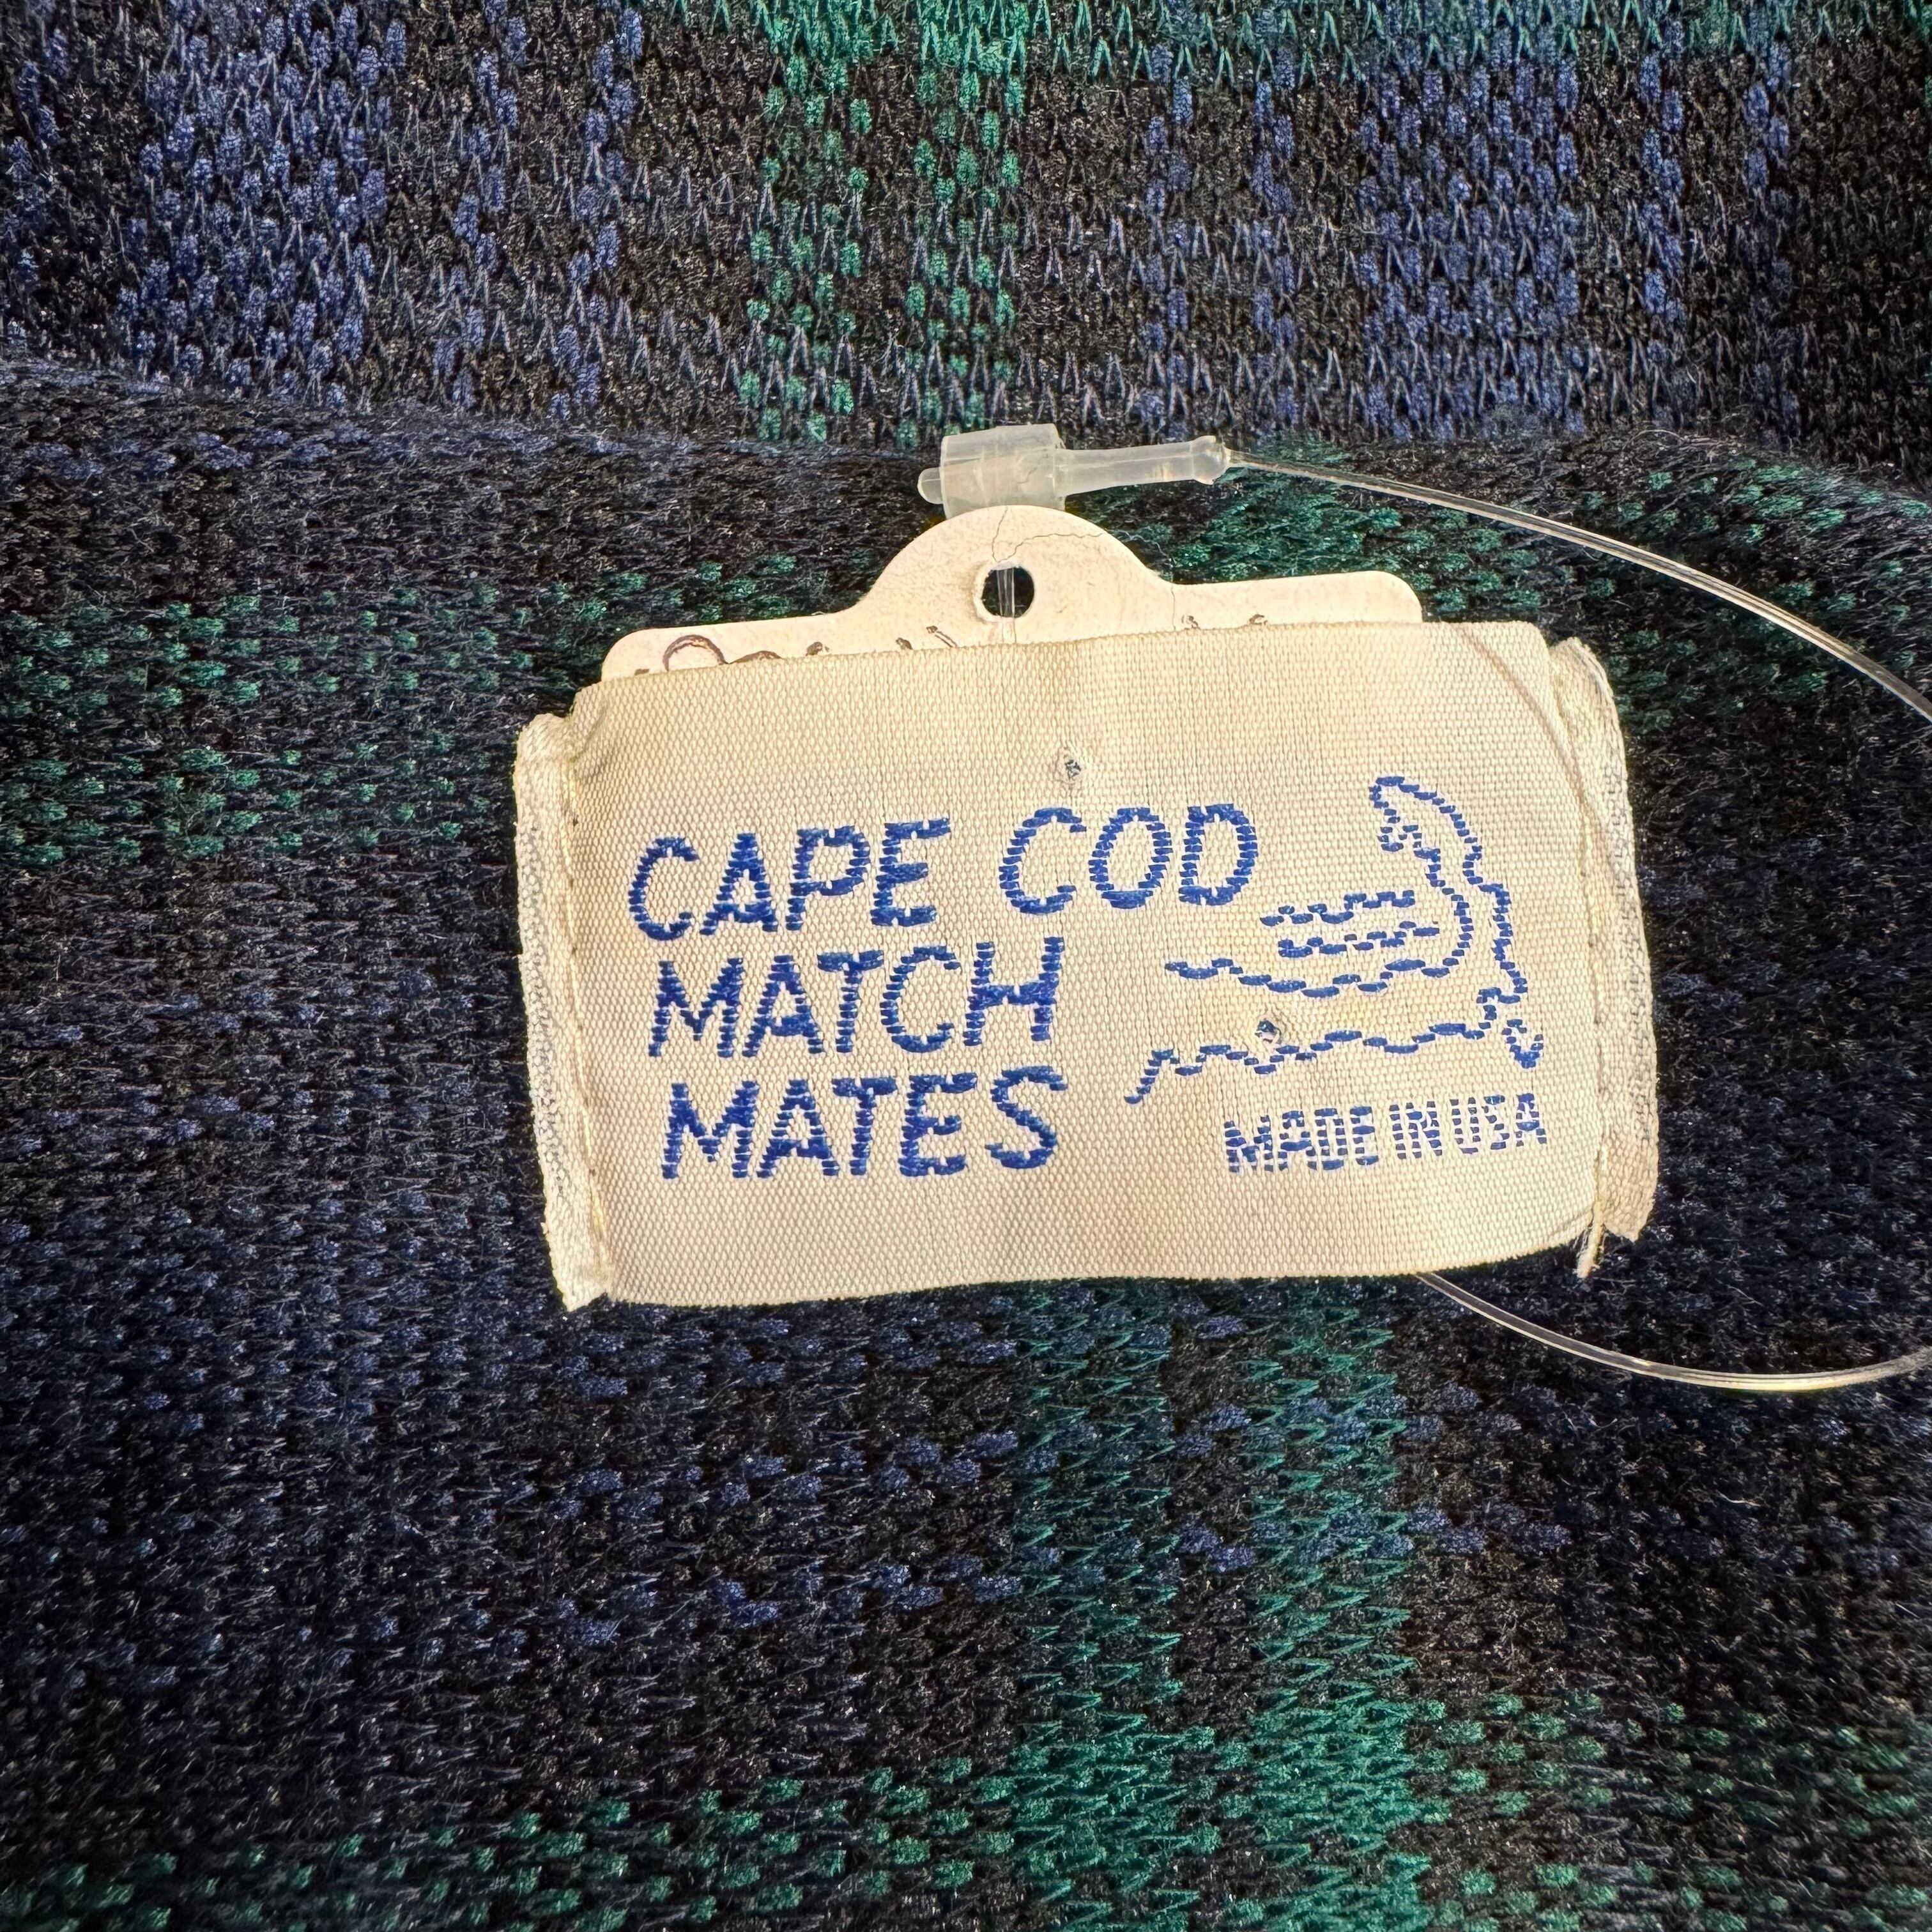 CAPE COD
MATCH
MATES
MADE IN USA